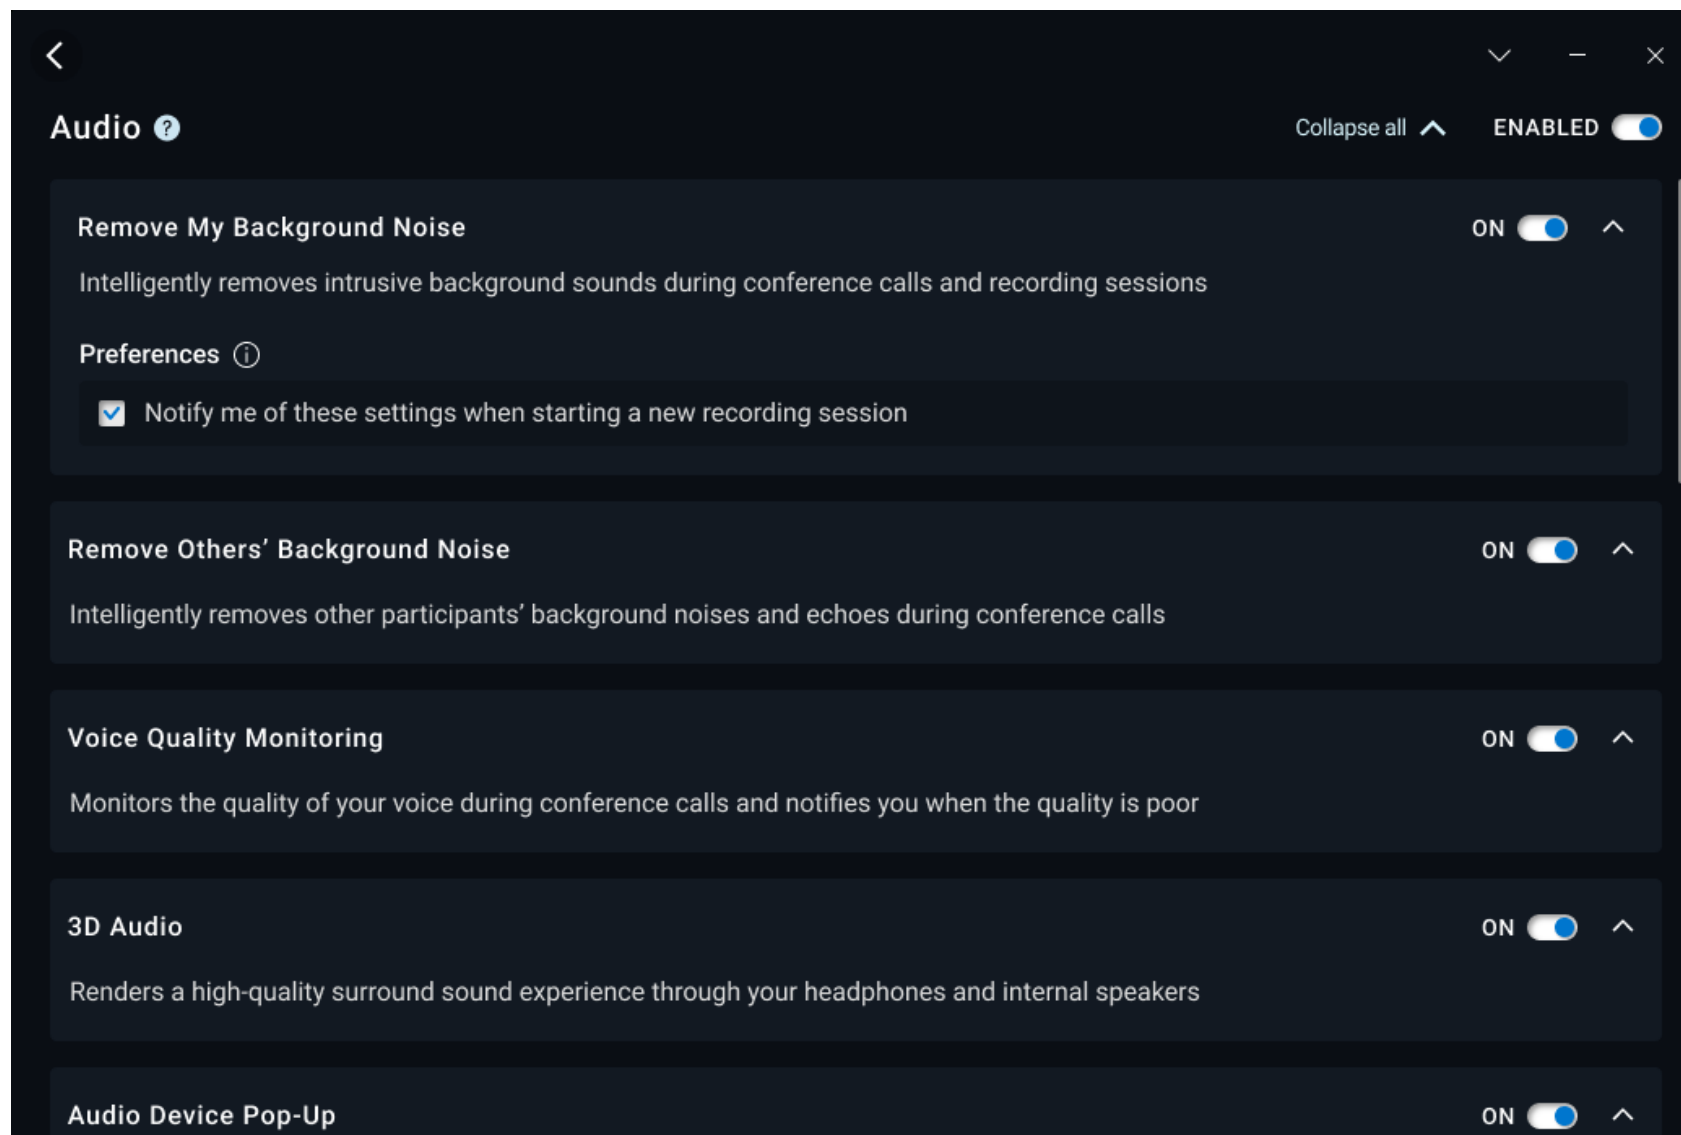 Audio ?
Collapse all
ENABLED
Remove My Background Noise
ON
Intelligently removes intrusive background sounds during conference calls and recording sessions
Preferences
Notify me of these settings when starting a new recording session
Remove Others’ Background Noise
ON
Intelligently removes other participants’ background noises and echoes during conference calls
Voice Quality Monitoring
ON
Monitors the quality of your voice during conference calls and notifies you when the quality is poor
3D Audio
ON
Renders a high-quality surround sound experience through your headphones and internal speakers
Audio Device Pop-Up
ON